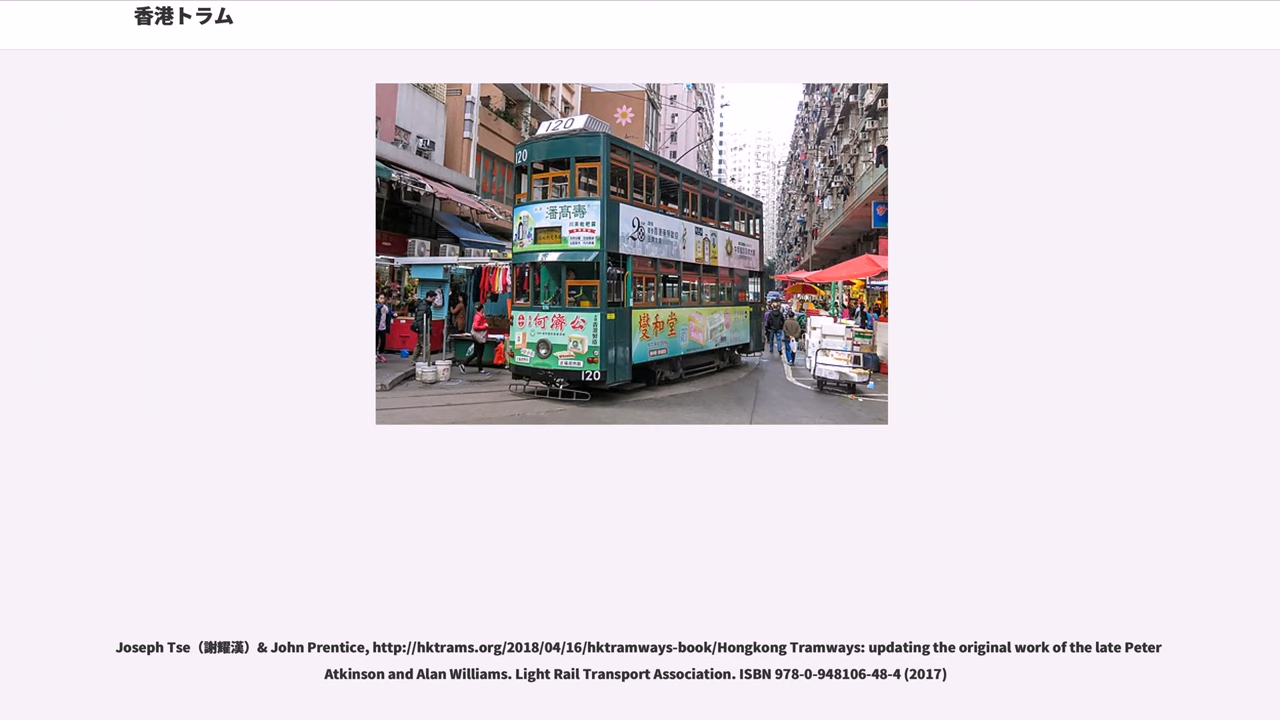 香港トラム
120
120
潘高壽
何濟公
燮和堂
120
Joseph Tse（謝耀漢）& John Prentice, http://hktrams.org/2018/04/16/hktramways-book/Hongkong Tramways: updating the original work of the late Peter
Atkinson and Alan Williams. Light Rail Transport Association. ISBN 978-0-948106-48-4 (2017)